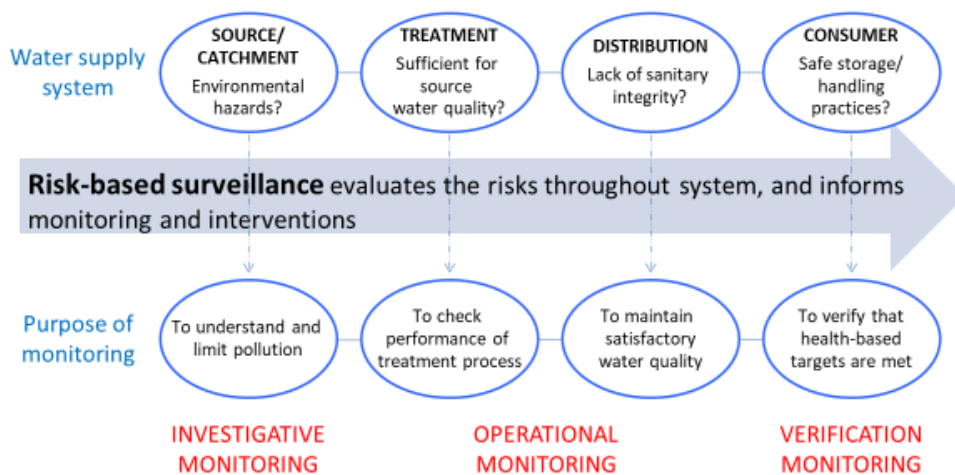 Water supply
system
SOURCE/
CATCHMENT
Environmental
hazards?
TREATMENT
Sufficient for
source
water quality?
DISTRIBUTION
Lack of sanitary
integrity?
CONSUMER
Safe storage/
handling
practices?
Risk-based surveillance evaluates the risks throughout system, and informs
monitoring and interventions
Purpose of
monitoring
To understand and
limit pollution
To check
performance of
treatment process
To maintain
satisfactory
water quality
To verify that
health-based
targets are met
INVESTIGATIVE
MONITORING
OPERATIONAL
MONITORING
VERIFICATION
MONITORING